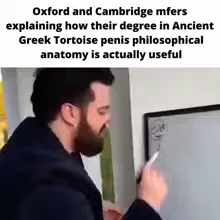 Oxford and Cambridge mfers
explaining how their degree in Ancient
Greek Tortoise penis philosophical
anatomy is actually useful